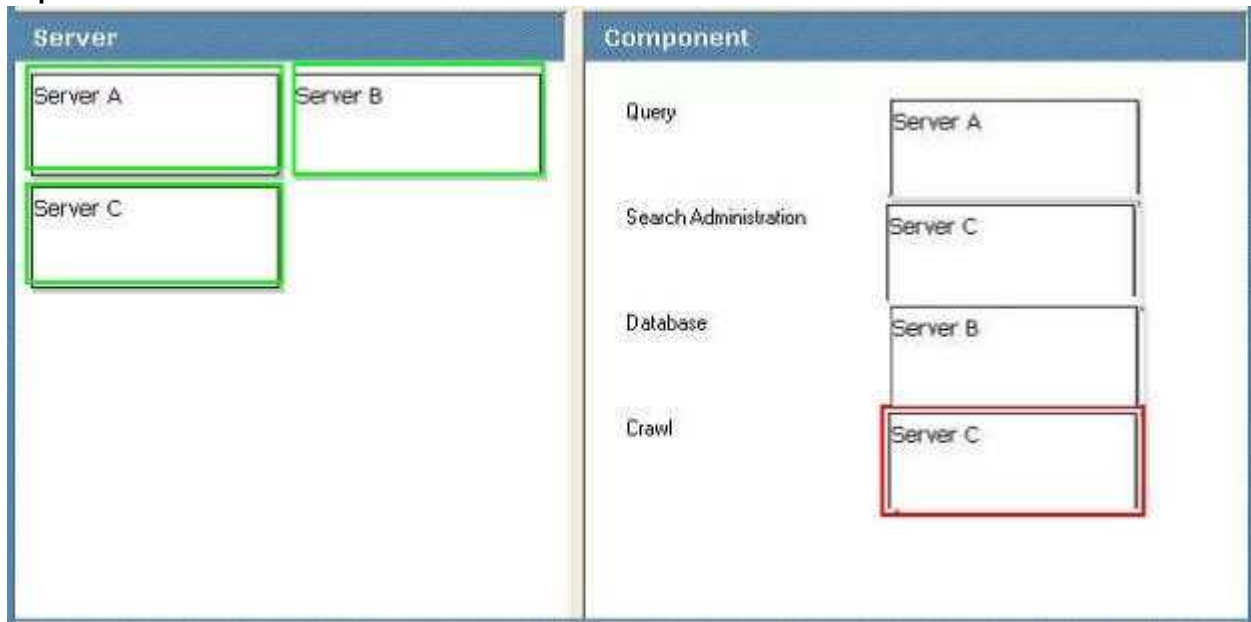 Server
Component
Server A
Server B
Server C
Query
Server A
Search Administration
Server C
Database
Server B
Crawl
Server C